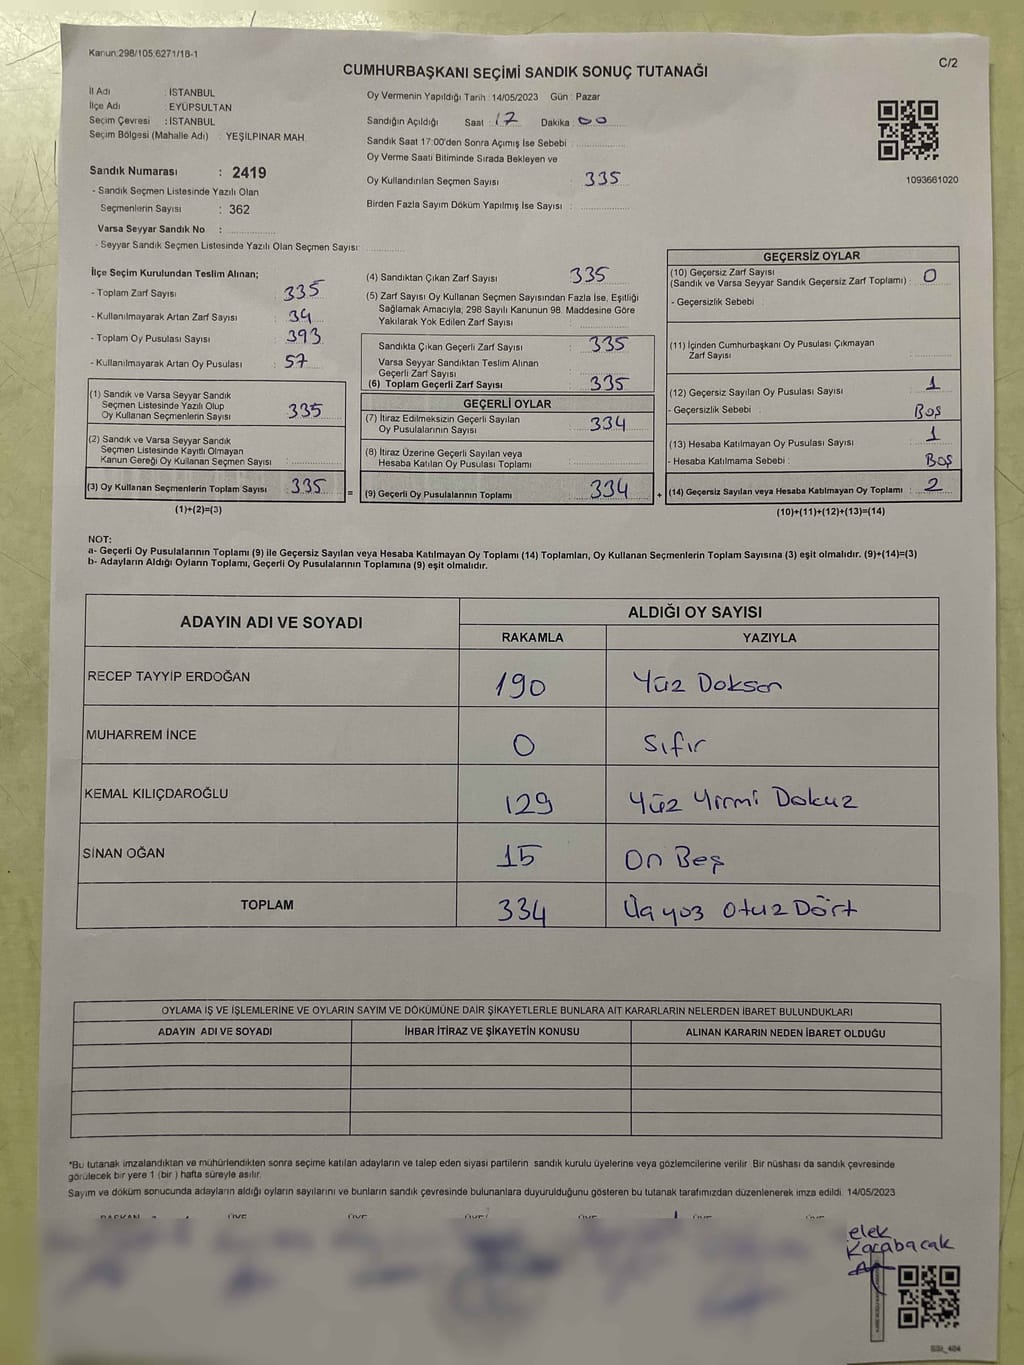 Kanun:298/105,6271/18-1
C/2
CUMHURBAŞKANI SEÇİMİ SANDIK SONUÇ TUTANAĞI
İl Adı : İSTANBUL
İlçe Adı : EYÜPSULTAN
Seçim Çevresi : İSTANBUL
Seçim Bölgesi (Mahalle Adı) : YEŞİLPINAR MAH.
Sandık Numarası : 2419
- Sandık Seçmen Listesinde Yazılı Olan
Seçmenlerin Sayısı : 362
Varsa Seyyar Sandık No :
- Seyyar Sandık Seçmen Listesinde Yazılı Olan Seçmen Sayısı:
Oy Vermenin Yapıldığı Tarih : 14/05/2023 Gün : Pazar
Sandığın Açıldığı Saat : 17 Dakika : 00
Sandık Saat 17:00'den Sonra Açımış İse Sebebi :
Oy Verme Saati Bitiminde Sırada Bekleyen ve
Oy Kullandırılan Seçmen Sayısı : 335
Birden Fazla Sayım Döküm Yapılmış İse Sayısı :
1093661020
İlçe Seçim Kurulundan Teslim Alınan;
- Toplam Zarf Sayısı : 335
- Kullanılmayarak Artan Zarf Sayısı : 34
- Toplam Oy Pusulası Sayısı : 393
- Kullanılmayarak Artan Oy Pusulası : 57
(1) Sandık ve Varsa Seyyar Sandık
Seçmen Listesinde Yazılı Olup
Oy Kullanan Seçmenlerin Sayısı : 335
(2) Sandık ve Varsa Seyyar Sandık
Seçmen Listesinde Kayıtlı Olmayan
Kanun Gereği Oy Kullanan Seçmen Sayısı :
(3) Oy Kullanan Seçmenlerin Toplam Sayısı : 335 =
(1)+(2)=(3)
(4) Sandıktan Çıkan Zarf Sayısı : 335
(5) Zarf Sayısı Oy Kullanan Seçmen Sayısından Fazla İse, Eşitliği
Sağlamak Amacıyla; 298 Sayılı Kanunun 98. Maddesine Göre
Yakılarak Yok Edilen Zarf Sayısı :
Sandıkta Çıkan Geçerli Zarf Sayısı : 335
Varsa Seyyar Sandıktan Teslim Alınan
Geçerli Zarf Sayısı :
(6) Toplam Geçerli Zarf Sayısı : 335
GEÇERLİ OYLAR
(7) İtiraz Edilmeksizin Geçerli Sayılan
Oy Pusulalarının Sayısı : 334
(8) İtiraz Üzerine Geçerli Sayılan veya
Hesaba Katılan Oy Pusulası Toplamı :
(9) Geçerli Oy Pusulalarının Toplamı : 334 +
GEÇERSİZ OYLAR
(10) Geçersiz Zarf Sayısı
(Sandık ve Varsa Seyyar Sandık Geçersiz Zarf Toplamı) : 0
- Geçersizlik Sebebi :
(11) İçinden Cumhurbaşkanı Oy Pusulası Çıkmayan
Zarf Sayısı :
(12) Geçersiz Sayılan Oy Pusulası Sayısı : 1
- Geçersizlik Sebebi : Boş
(13) Hesaba Katılmayan Oy Pusulası Sayısı : 1
- Hesaba Katılmama Sebebi : Boş
(14) Geçersiz Sayılan veya Hesaba Katılmayan Oy Toplamı : 2
(10)+(11)+(12)+(13)=(14)
NOT:
a- Geçerli Oy Pusulalarının Toplamı (9) ile Geçersiz Sayılan veya Hesaba Katılmayan Oy Toplamı (14) Toplamları, Oy Kullanan Seçmenlerin Toplam Sayısına (3) eşit olmalıdır. (9)+(14)=(3)
b- Adayların Aldığı Oyların Toplamı, Geçerli Oy Pusulalarının Toplamına (9) eşit olmalıdır.
ADAYIN ADI VE SOYADI ALDIĞI OY SAYISI
RAKAMLA YAZIYLA
RECEP TAYYİP ERDOĞAN 190 Yüz Doksan
MUHARREM İNCE 0 Sıfır
KEMAL KILIÇDAROĞLU 129 Yüz Yirmi Dokuz
SİNAN OĞAN 15 On Beş
TOPLAM 334 Üç yüz Otuz Dört
OYLAMA İŞ VE İŞLEMLERİNE VE OYLARIN SAYIM VE DÖKÜMÜNE DAİR ŞİKAYETLERLE BUNLARA AİT KARARLARIN NELERDEN İBARET BULUNDUKLARI
ADAYIN ADI VE SOYADI İHBAR İTİRAZ VE ŞİKAYETİN KONUSU ALINAN KARARIN NEDEN İBARET OLDUĞU
*Bu tutanak imzalandıktan ve mühürlendikten sonra seçime katılan adayların ve talep eden siyasi partilerin sandık kurulu üyelerine veya gözlemcilerine verilir. Bir nüshası da sandık çevresinde
görülecek bir yere 1 (bir ) hafta süreyle asılır.
Sayım ve döküm sonucunda adayların aldığı oyların sayılarını ve bunların sandık çevresinde bulunanlara duyurulduğunu gösteren bu tutanak tarafımızdan düzenlenerek imza edildi. 14/05/2023
BAŞKAN ÜYE ÜYE ÜYE ÜYE ÜYE ÜYE
elek
Karabacak